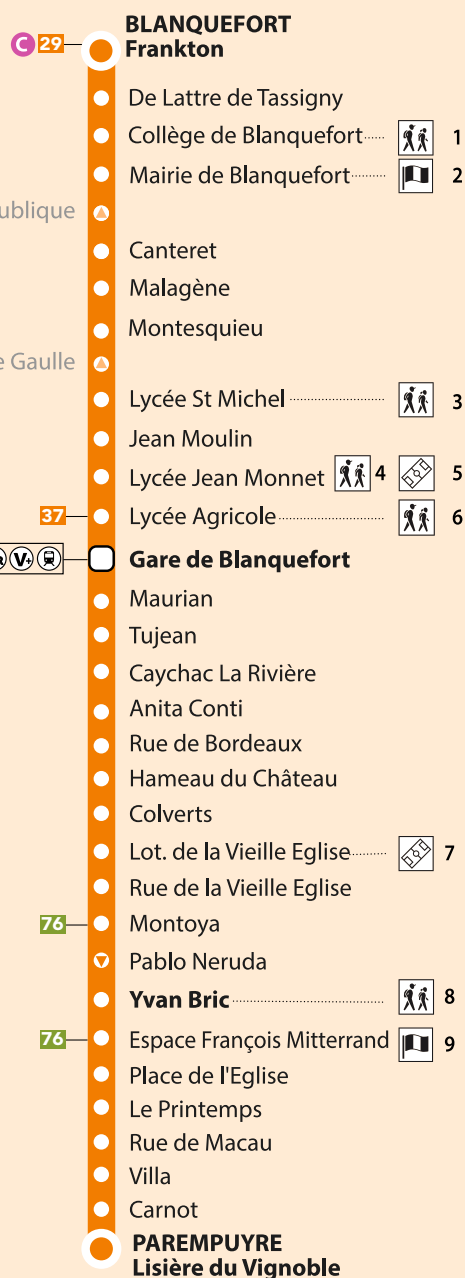 BLANQUEFORT
C 29 Frankton
De Lattre de Tassigny
Collège de Blanquefort 1
Mairie de Blanquefort 2
Canteret
Malagène
Montesquieu
Gaulle
Lycée St Michel 3
Jean Moulin
Lycée Jean Monnet 4 5
37 Lycée Agricole 6
V+ Gare de Blanquefort
Maurian
Tujean
Caychac La Rivière
Anita Conti
Rue de Bordeaux
Hameau du Château
Colverts
Lot. de la Vieille Eglise 7
Rue de la Vieille Eglise
76 Montoya
Pablo Neruda
Yvan Bric 8
76 Espace François Mitterrand 9
Place de l'Eglise
Le Printemps
Rue de Macau
Villa
Carnot
PAREMPUYRE
Lisière du Vignoble